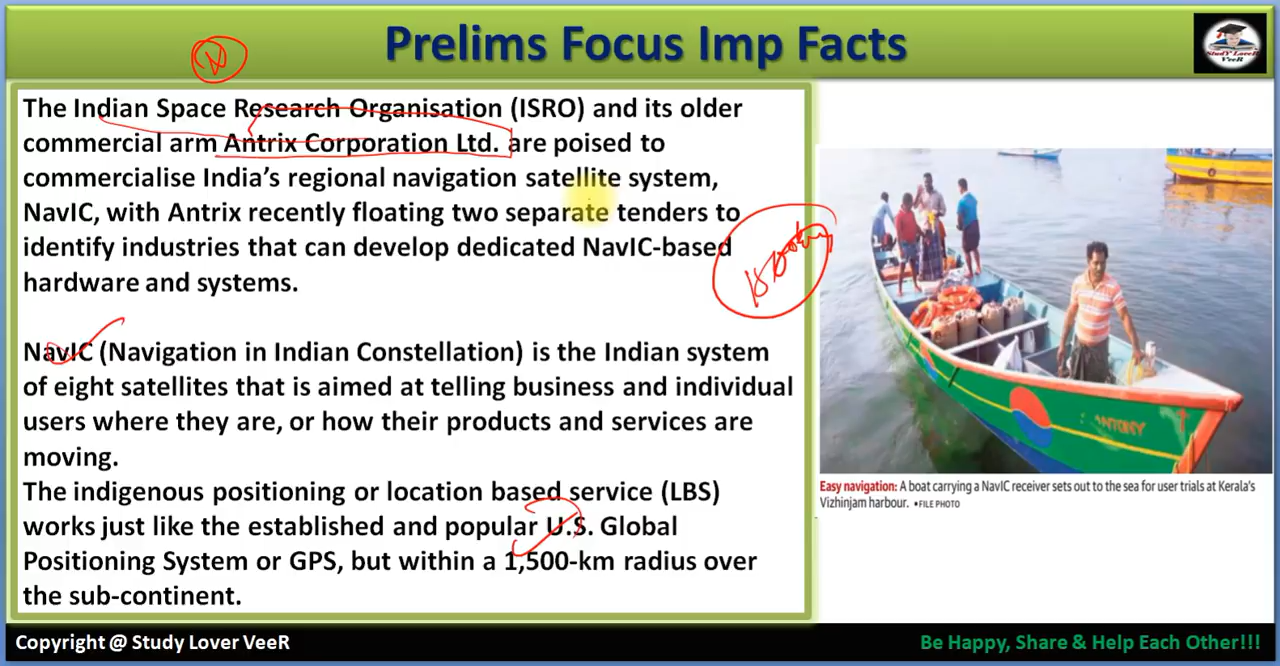 Prelims Focus Imp Facts
StudY LoveR
VeeR
The Indian Space Research Organisation (ISRO) and its older
commercial arm Antrix Corporation Ltd. are poised to
commercialise India’s regional navigation satellite system,
NavIC, with Antrix recently floating two separate tenders to
identify industries that can develop dedicated NavIC-based
hardware and systems.
NavIC (Navigation in Indian Constellation) is the Indian system
of eight satellites that is aimed at telling business and individual
users where they are, or how their products and services are
moving.
The indigenous positioning or location based service (LBS)
works just like the established and popular U.S. Global
Positioning System or GPS, but within a 1,500-km radius over
the sub-continent.
ANTONY
Easy navigation: A boat carrying a NavIC receiver sets out to the sea for user trials at Kerala's
Vizhinjam harbour. •FILE PHOTO
Copyright @ Study Lover VeeR
Be Happy, Share & Help Each Other!!!